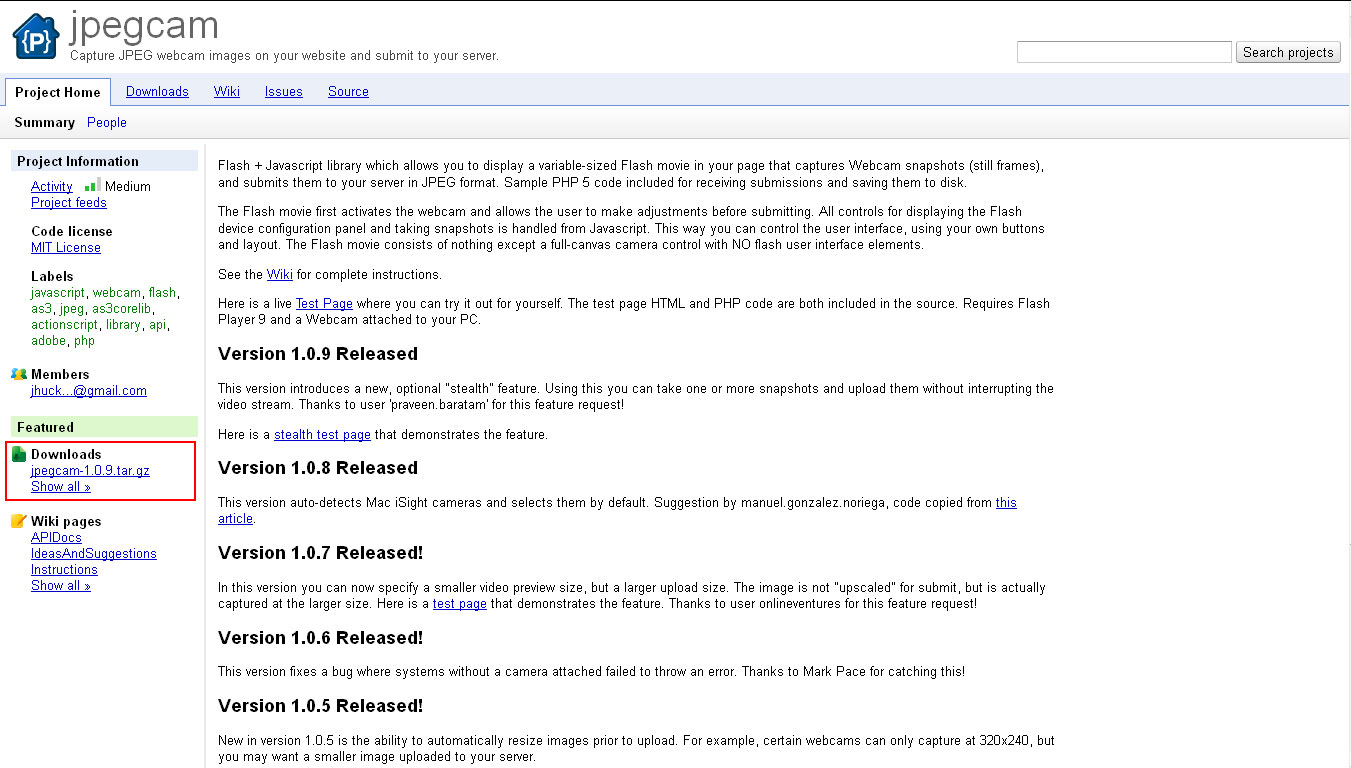 {P}
jpegcam
Capture JPEG webcam images on your website and submit to your server.
Search projects
Project Home Downloads Wiki Issues Source
Summary People
Project Information
Activity Medium
Project feeds
Code license
MIT License
Labels
javascript, webcam, flash,
as3, jpeg, as3corelib,
actionscript, library, api,
adobe, php
Members
jhuck...@gmail.com
Featured
Downloads
jpegcam-1.0.9.tar.gz
Show all »
Wiki pages
APIDocs
IdeasAndSuggestions
Instructions
Show all »
Flash + Javascript library which allows you to display a variable-sized Flash movie in your page that captures Webcam snapshots (still frames),
and submits them to your server in JPEG format. Sample PHP 5 code included for receiving submissions and saving them to disk.
The Flash movie first activates the webcam and allows the user to make adjustments before submitting. All controls for displaying the Flash
device configuration panel and taking snapshots is handled from Javascript. This way you can control the user interface, using your own buttons
and layout. The Flash movie consists of nothing except a full-canvas camera control with NO flash user interface elements.
See the Wiki for complete instructions.
Here is a live Test Page where you can try it out for yourself. The test page HTML and PHP code are both included in the source. Requires Flash
Player 9 and a Webcam attached to your PC.
Version 1.0.9 Released
This version introduces a new, optional "stealth" feature. Using this you can take one or more snapshots and upload them without interrupting the
video stream. Thanks to user 'praveen.baratam' for this feature request!
Here is a stealth test page that demonstrates the feature.
Version 1.0.8 Released
This version auto-detects Mac iSight cameras and selects them by default. Suggestion by manuel.gonzalez.noriega, code copied from this
article.
Version 1.0.7 Released!
In this version you can now specify a smaller video preview size, but a larger upload size. The image is not "upscaled" for submit, but is actually
captured at the larger size. Here is a test page that demonstrates the feature. Thanks to user onlineventures for this feature request!
Version 1.0.6 Released!
This version fixes a bug where systems without a camera attached failed to throw an error. Thanks to Mark Pace for catching this!
Version 1.0.5 Released!
New in version 1.0.5 is the ability to automatically resize images prior to upload. For example, certain webcams can only capture at 320x240, but
you may want a smaller image uploaded to your server.